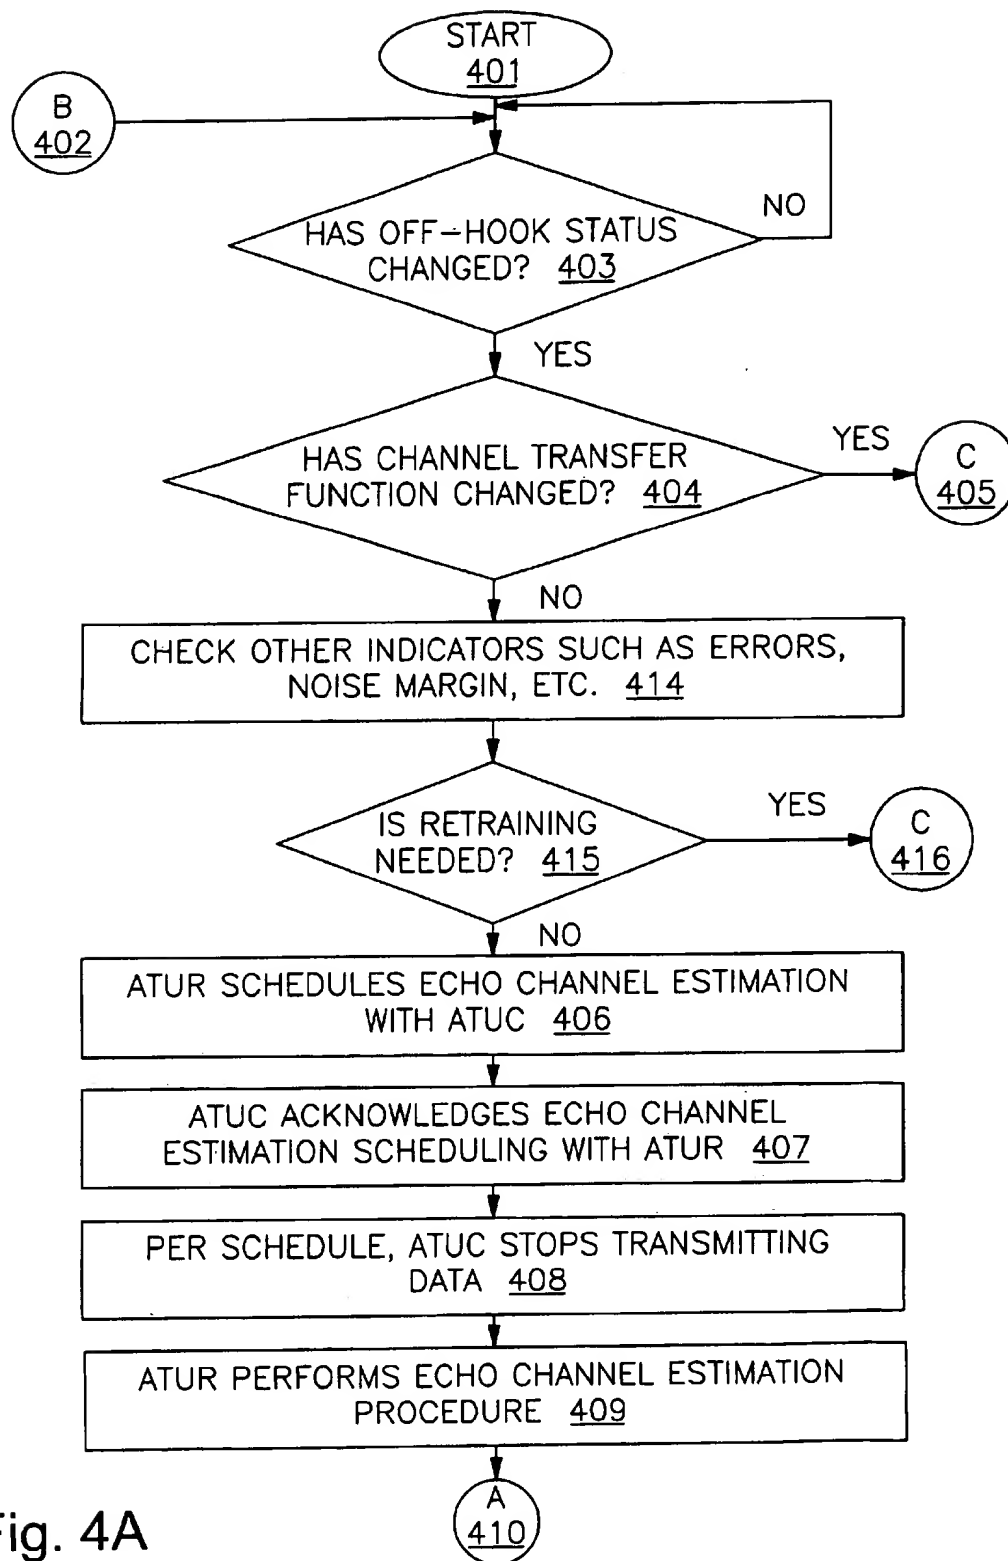 START
401
B
402
NO
HAS OFF-HOOK STATUS
CHANGED? 403
YES
HAS CHANNEL TRANSFER
FUNCTION CHANGED? 404
YES
C
405
NO
CHECK OTHER INDICATORS SUCH AS ERRORS,
NOISE MARGIN, ETC. 414
IS RETRAINING
NEEDED? 415
YES
C
416
NO
ATUR SCHEDULES ECHO CHANNEL ESTIMATION
WITH ATUC 406
ATUC ACKNOWLEDGES ECHO CHANNEL
ESTIMATION SCHEDULING WITH ATUR 407
PER SCHEDULE, ATUC STOPS TRANSMITTING
DATA 408
ATUR PERFORMS ECHO CHANNEL ESTIMATION
PROCEDURE 409
A
410
Fig. 4A